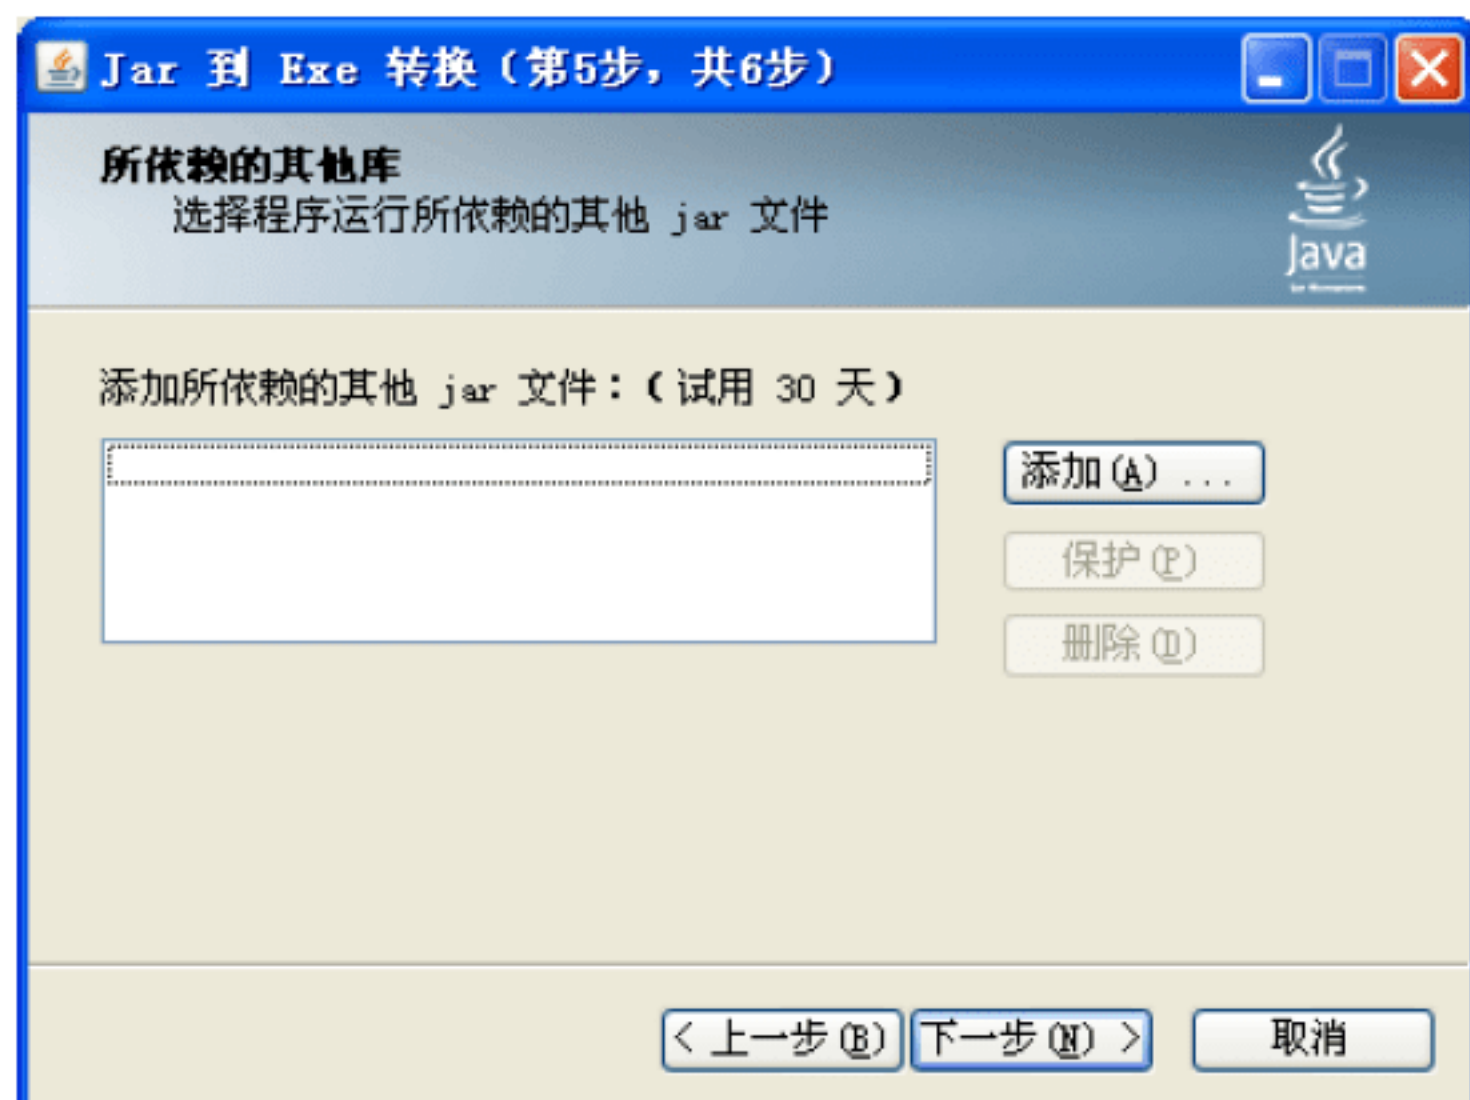 Jar 到 Exe 转换（第5步，共6步）
所依赖的其他库
选择程序运行所依赖的其他 jar 文件
Java
添加所依赖的其他 jar 文件：（试用 30 天）
添加(A) ...
保护(P)
删除(D)
< 上一步(B)
下一步(N) >
取消